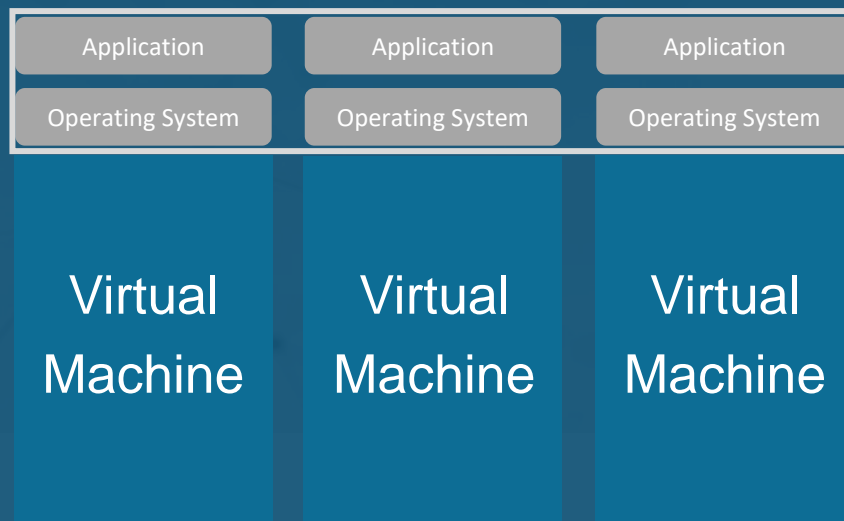 Application Application Application
Operating System Operating System Operating System
Virtual Virtual Virtual
Machine Machine Machine